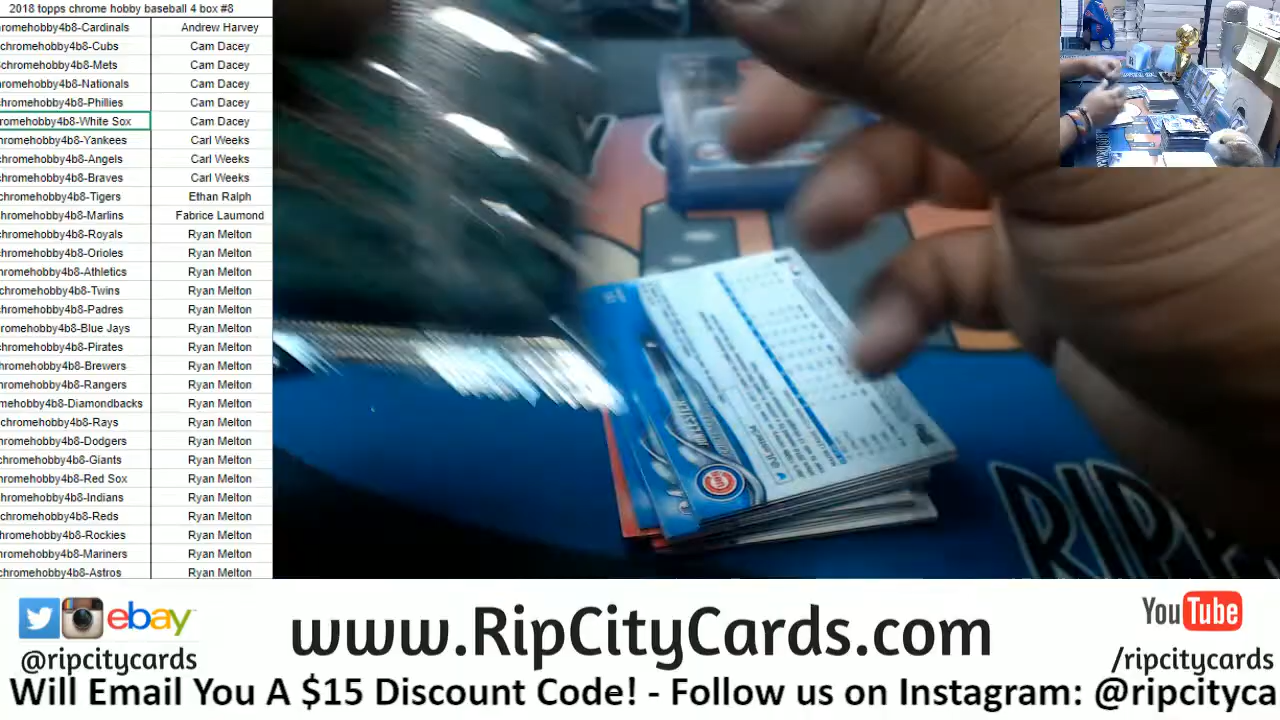 2018 topps chrome hobby baseball 4 box #8
romehobby4b8-Cardinals Andrew Harvey
chromehobby4b8-Cubs Cam Dacey
chromehobby4b8-Mets Cam Dacey
romehobby4b8-Nationals Cam Dacey
chromehobby4b8-Phillies Cam Dacey
romehobby4b8-White Sox Cam Dacey
chromehobby4b8-Yankees Carl Weeks
chromehobby4b8-Angels Carl Weeks
chromehobby4b8-Braves Carl Weeks
chromehobby4b8-Tigers Ethan Ralph
chromehobby4b8-Marlins Fabrice Laumond
chromehobby4b8-Royals Ryan Melton
chromehobby4b8-Orioles Ryan Melton
chromehobby4b8-Athletics Ryan Melton
chromehobby4b8-Twins Ryan Melton
chromehobby4b8-Padres Ryan Melton
romehobby4b8-Blue Jays Ryan Melton
chromehobby4b8-Pirates Ryan Melton
chromehobby4b8-Brewers Ryan Melton
chromehobby4b8-Rangers Ryan Melton
mehobby4b8-Diamondbacks Ryan Melton
chromehobby4b8-Rays Ryan Melton
chromehobby4b8-Dodgers Ryan Melton
chromehobby4b8-Giants Ryan Melton
chromehobby4b8-Red Sox Ryan Melton
chromehobby4b8-Indians Ryan Melton
chromehobby4b8-Reds Ryan Melton
chromehobby4b8-Rockies Ryan Melton
chromehobby4b8-Mariners Ryan Melton
chromehobby4b8-Astros Ryan Melton
RIP
ebay
@ripcitycards
www.RipCityCards.com
YouTube
/ripcitycards
Will Email You A $15 Discount Code! - Follow us on Instagram: @ripcityca